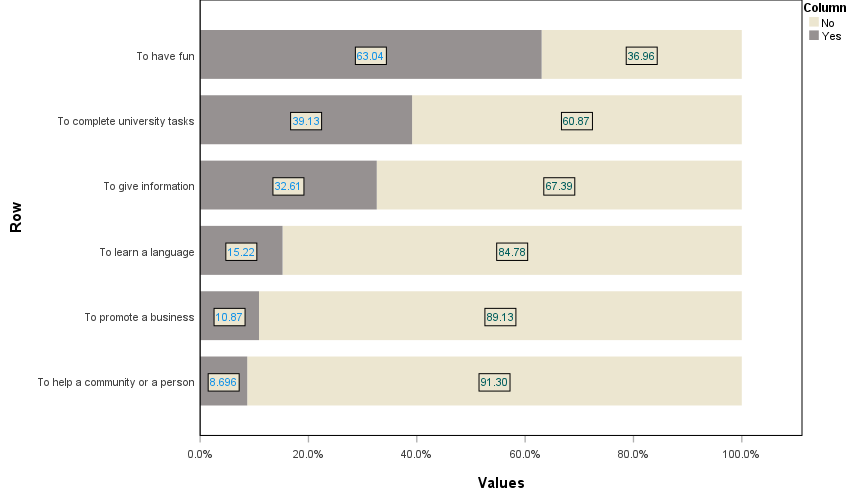 Column
No
Yes
To have fun
63.04
36.96
To complete university tasks
39.13
60.87
To give information
32.61
67.39
Row
To learn a language
15.22
84.78
To promote a business
10.87
89.13
To help a community or a person
8.696
91.30
0.0%
20.0%
40.0%
60.0%
80.0%
100.0%
Values